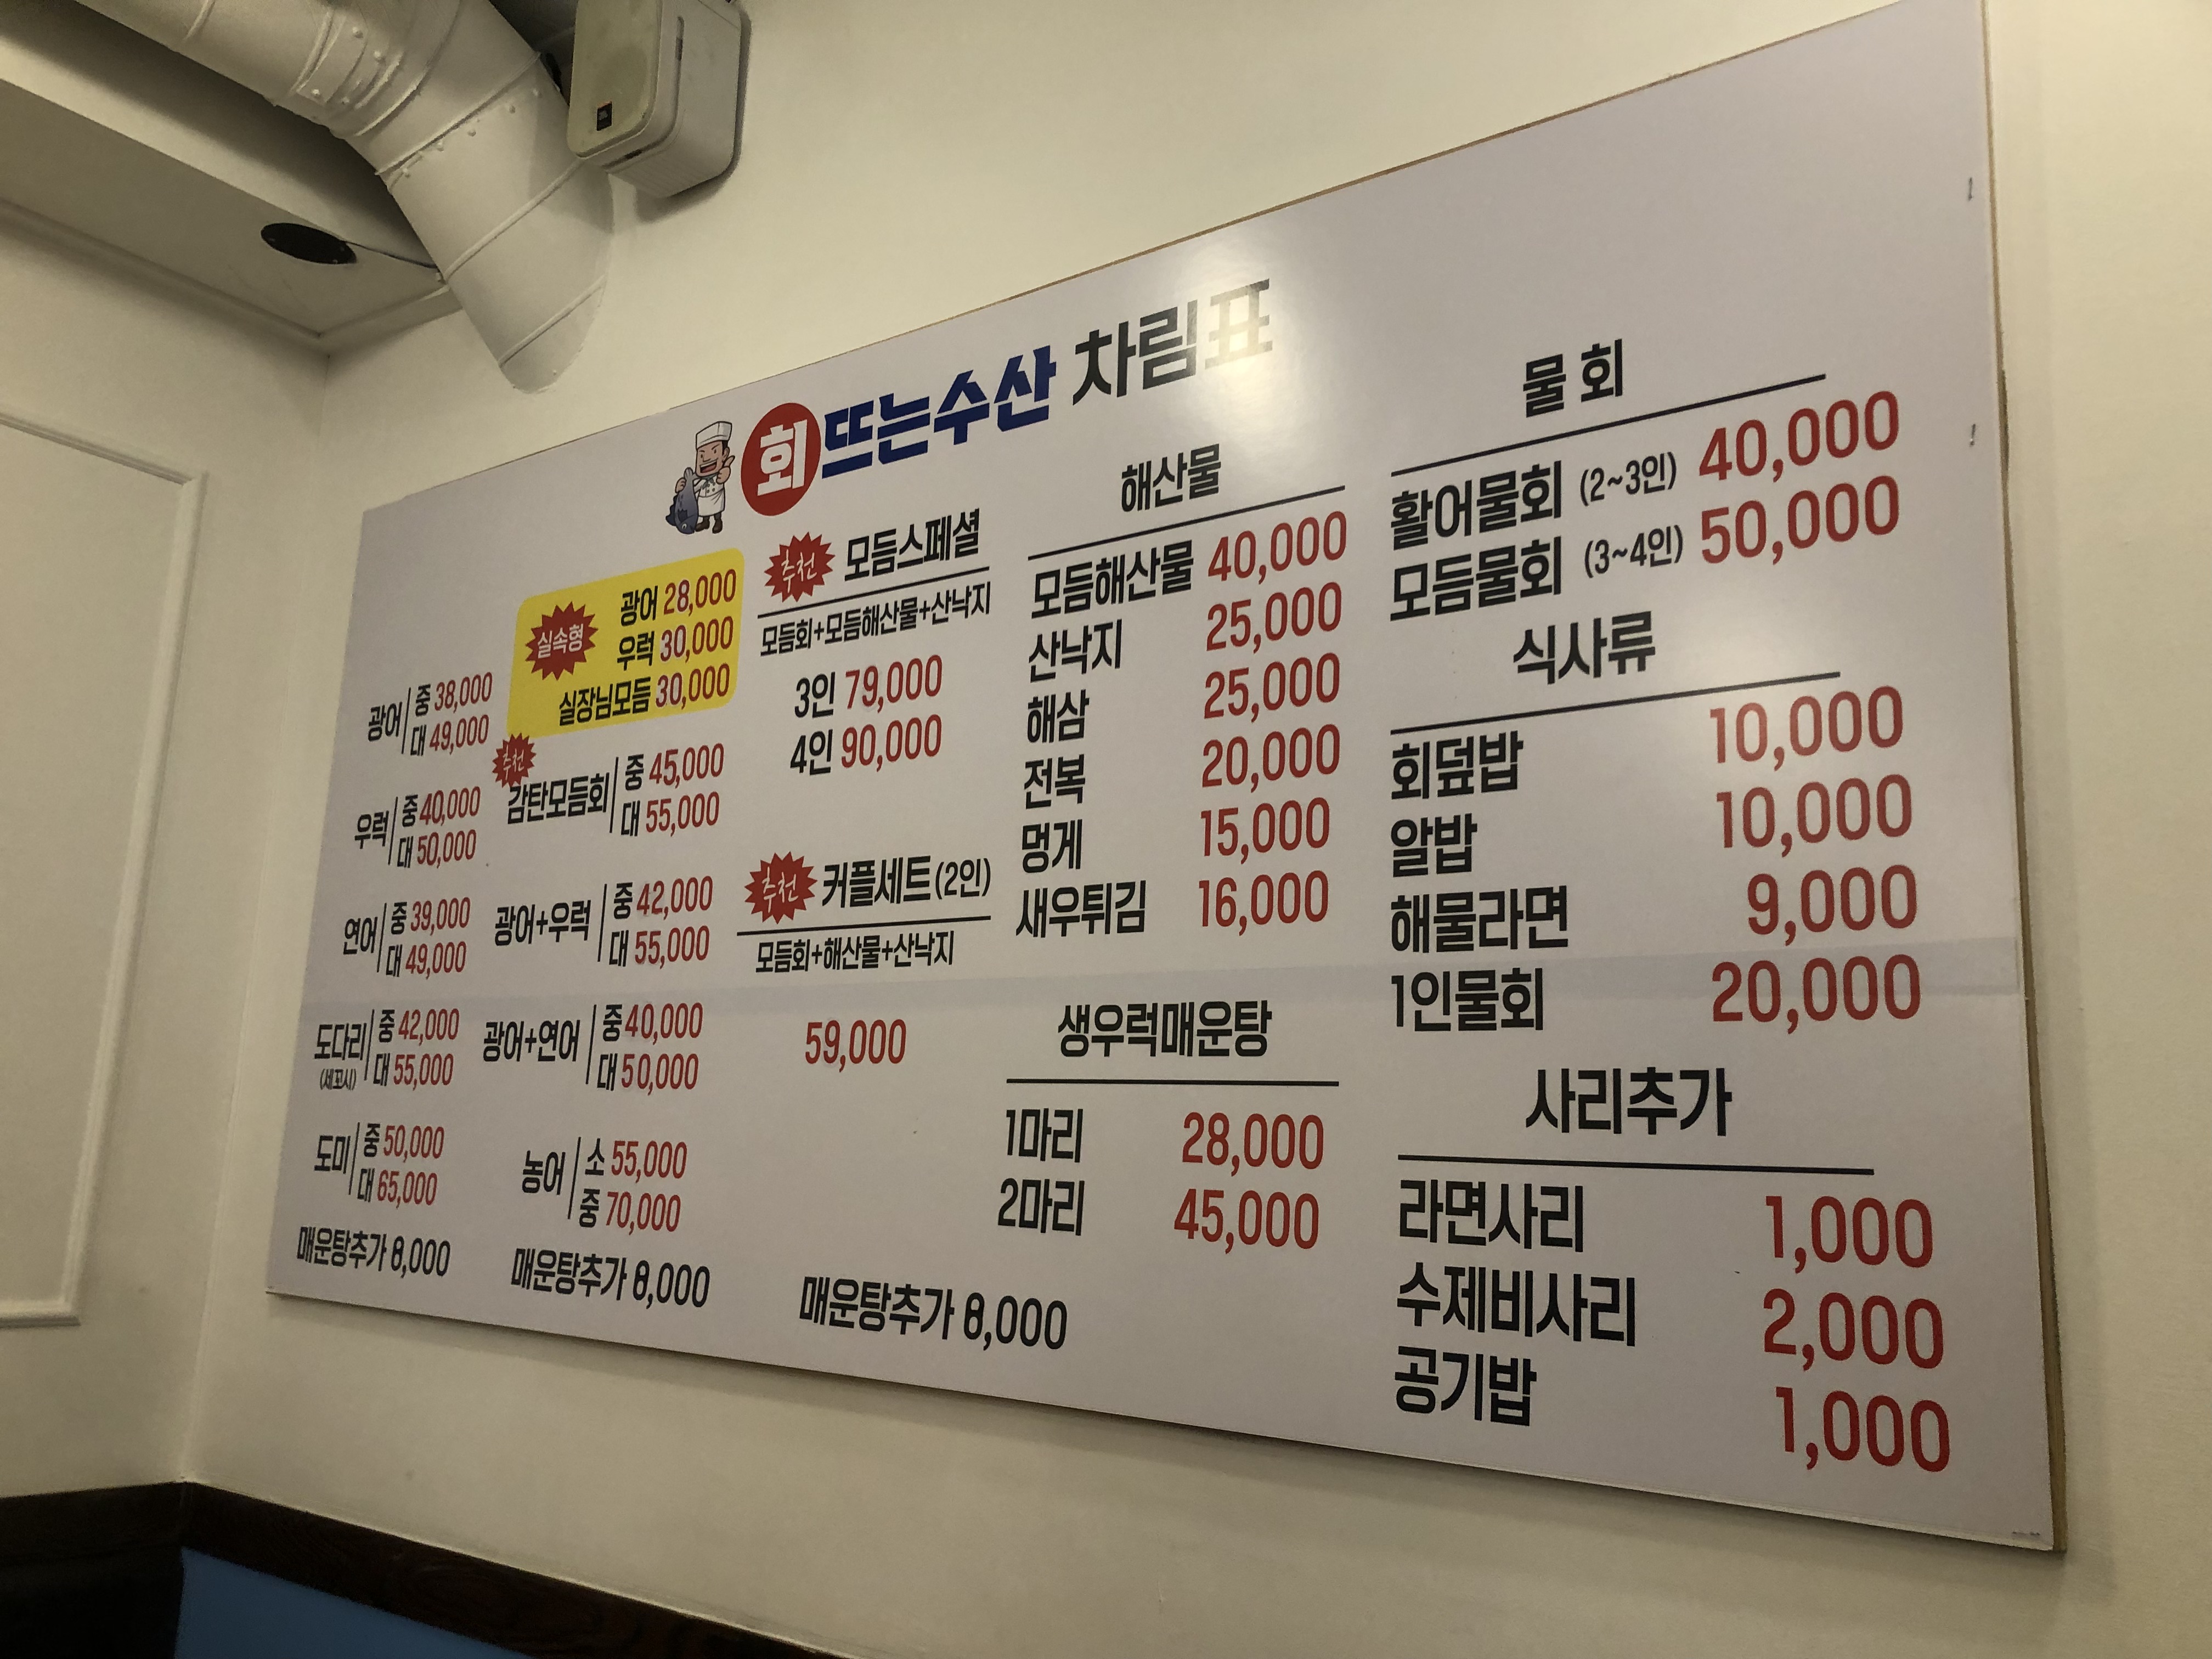 회뜨는수산 차림표
광어 중 38,000
대 49,000
우럭 중 40,000
대 50,000
연어 중 39,000
대 49,000
도다리 중 42,000
(세꼬시) 대 55,000
도미 중 50,000
대 65,000
매운탕추가 8,000
실속형
광어 28,000
우럭 30,000
실장님모듬 30,000
추천
감탄모듬회 중 45,000
대 55,000
광어+우럭 중 42,000
대 55,000
광어+연어 중 40,000
대 50,000
농어 소 55,000
중 70,000
매운탕추가 8,000
추천 모듬스페셜
모듬회+모듬해산물+산낙지
3인 79,000
4인 90,000
추천 커플세트 (2인)
모듬회+해산물+산낙지
59,000
매운탕추가 8,000
해산물
모듬해산물 40,000
산낙지 25,000
해삼 25,000
전복 20,000
멍게 15,000
새우튀김 16,000
생우럭매운탕
1마리 28,000
2마리 45,000
물회
활어물회 (2~3인) 40,000
모듬물회 (3~4인) 50,000
식사류
회덮밥 10,000
알밥 10,000
해물라면 9,000
1인물회 20,000
사리추가
라면사리 1,000
수제비사리 2,000
공기밥 1,000